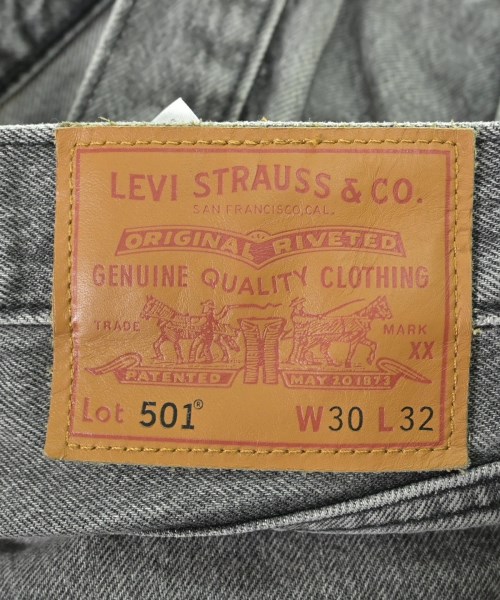 LEVI STRAUSS & CO.
SAN FRANCISCO, CAL.
ORIGINAL RIVETED
GENUINE QUALITY CLOTHING
TRADE MARK
XX
PATENTED MAY 20 1873
Lot 501® W30 L32